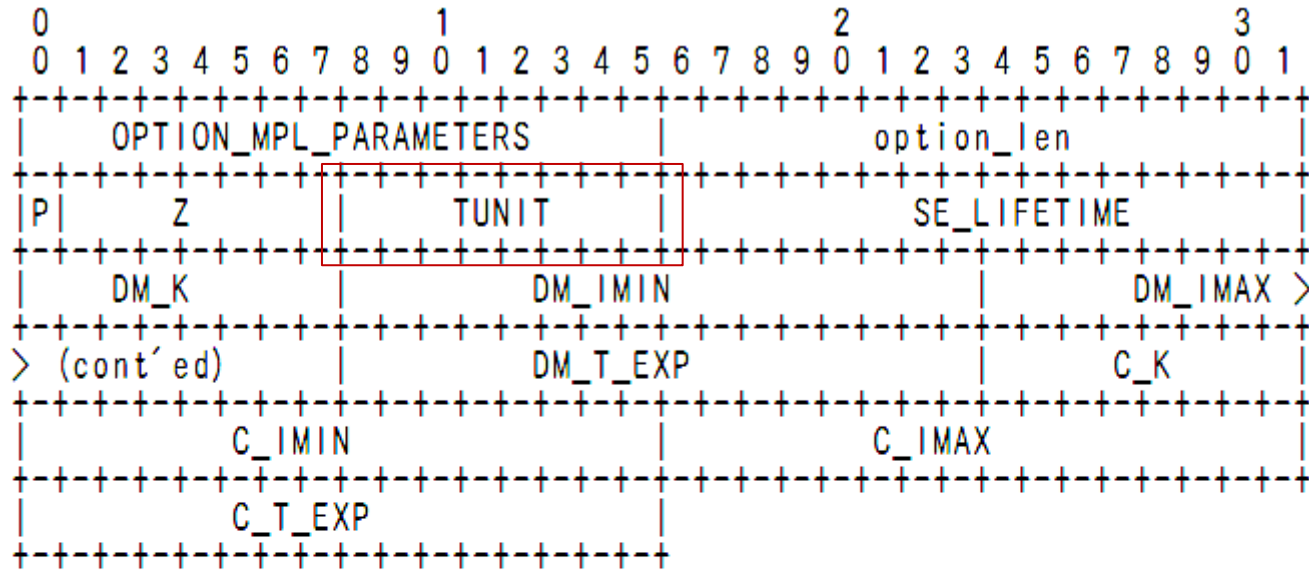 0                   1                   2                   3
 0 1 2 3 4 5 6 7 8 9 0 1 2 3 4 5 6 7 8 9 0 1 2 3 4 5 6 7 8 9 0 1
+-+-+-+-+-+-+-+-+-+-+-+-+-+-+-+-+-+-+-+-+-+-+-+-+-+-+-+-+-+-+-+-+
|    OPTION_MPL_PARAMETERS      |          option_len           |
+-+-+-+-+-+-+-+-+-+-+-+-+-+-+-+-+-+-+-+-+-+-+-+-+-+-+-+-+-+-+-+-+
|P|     Z       |     TUNIT     |            SE_LIFETIME        |
+-+-+-+-+-+-+-+-+-+-+-+-+-+-+-+-+-+-+-+-+-+-+-+-+-+-+-+-+-+-+-+-+
|    DM_K       |         DM_IMIN               |       DM_IMAX >
+-+-+-+-+-+-+-+-+-+-+-+-+-+-+-+-+-+-+-+-+-+-+-+-+-+-+-+-+-+-+-+-+
> (cont´ed)     |         DM_T_EXP              |      C_K      |
+-+-+-+-+-+-+-+-+-+-+-+-+-+-+-+-+-+-+-+-+-+-+-+-+-+-+-+-+-+-+-+-+
|          C_IMIN               |          C_IMAX               |
+-+-+-+-+-+-+-+-+-+-+-+-+-+-+-+-+-+-+-+-+-+-+-+-+-+-+-+-+-+-+-+-+
|          C_T_EXP              |
+-+-+-+-+-+-+-+-+-+-+-+-+-+-+-+-+